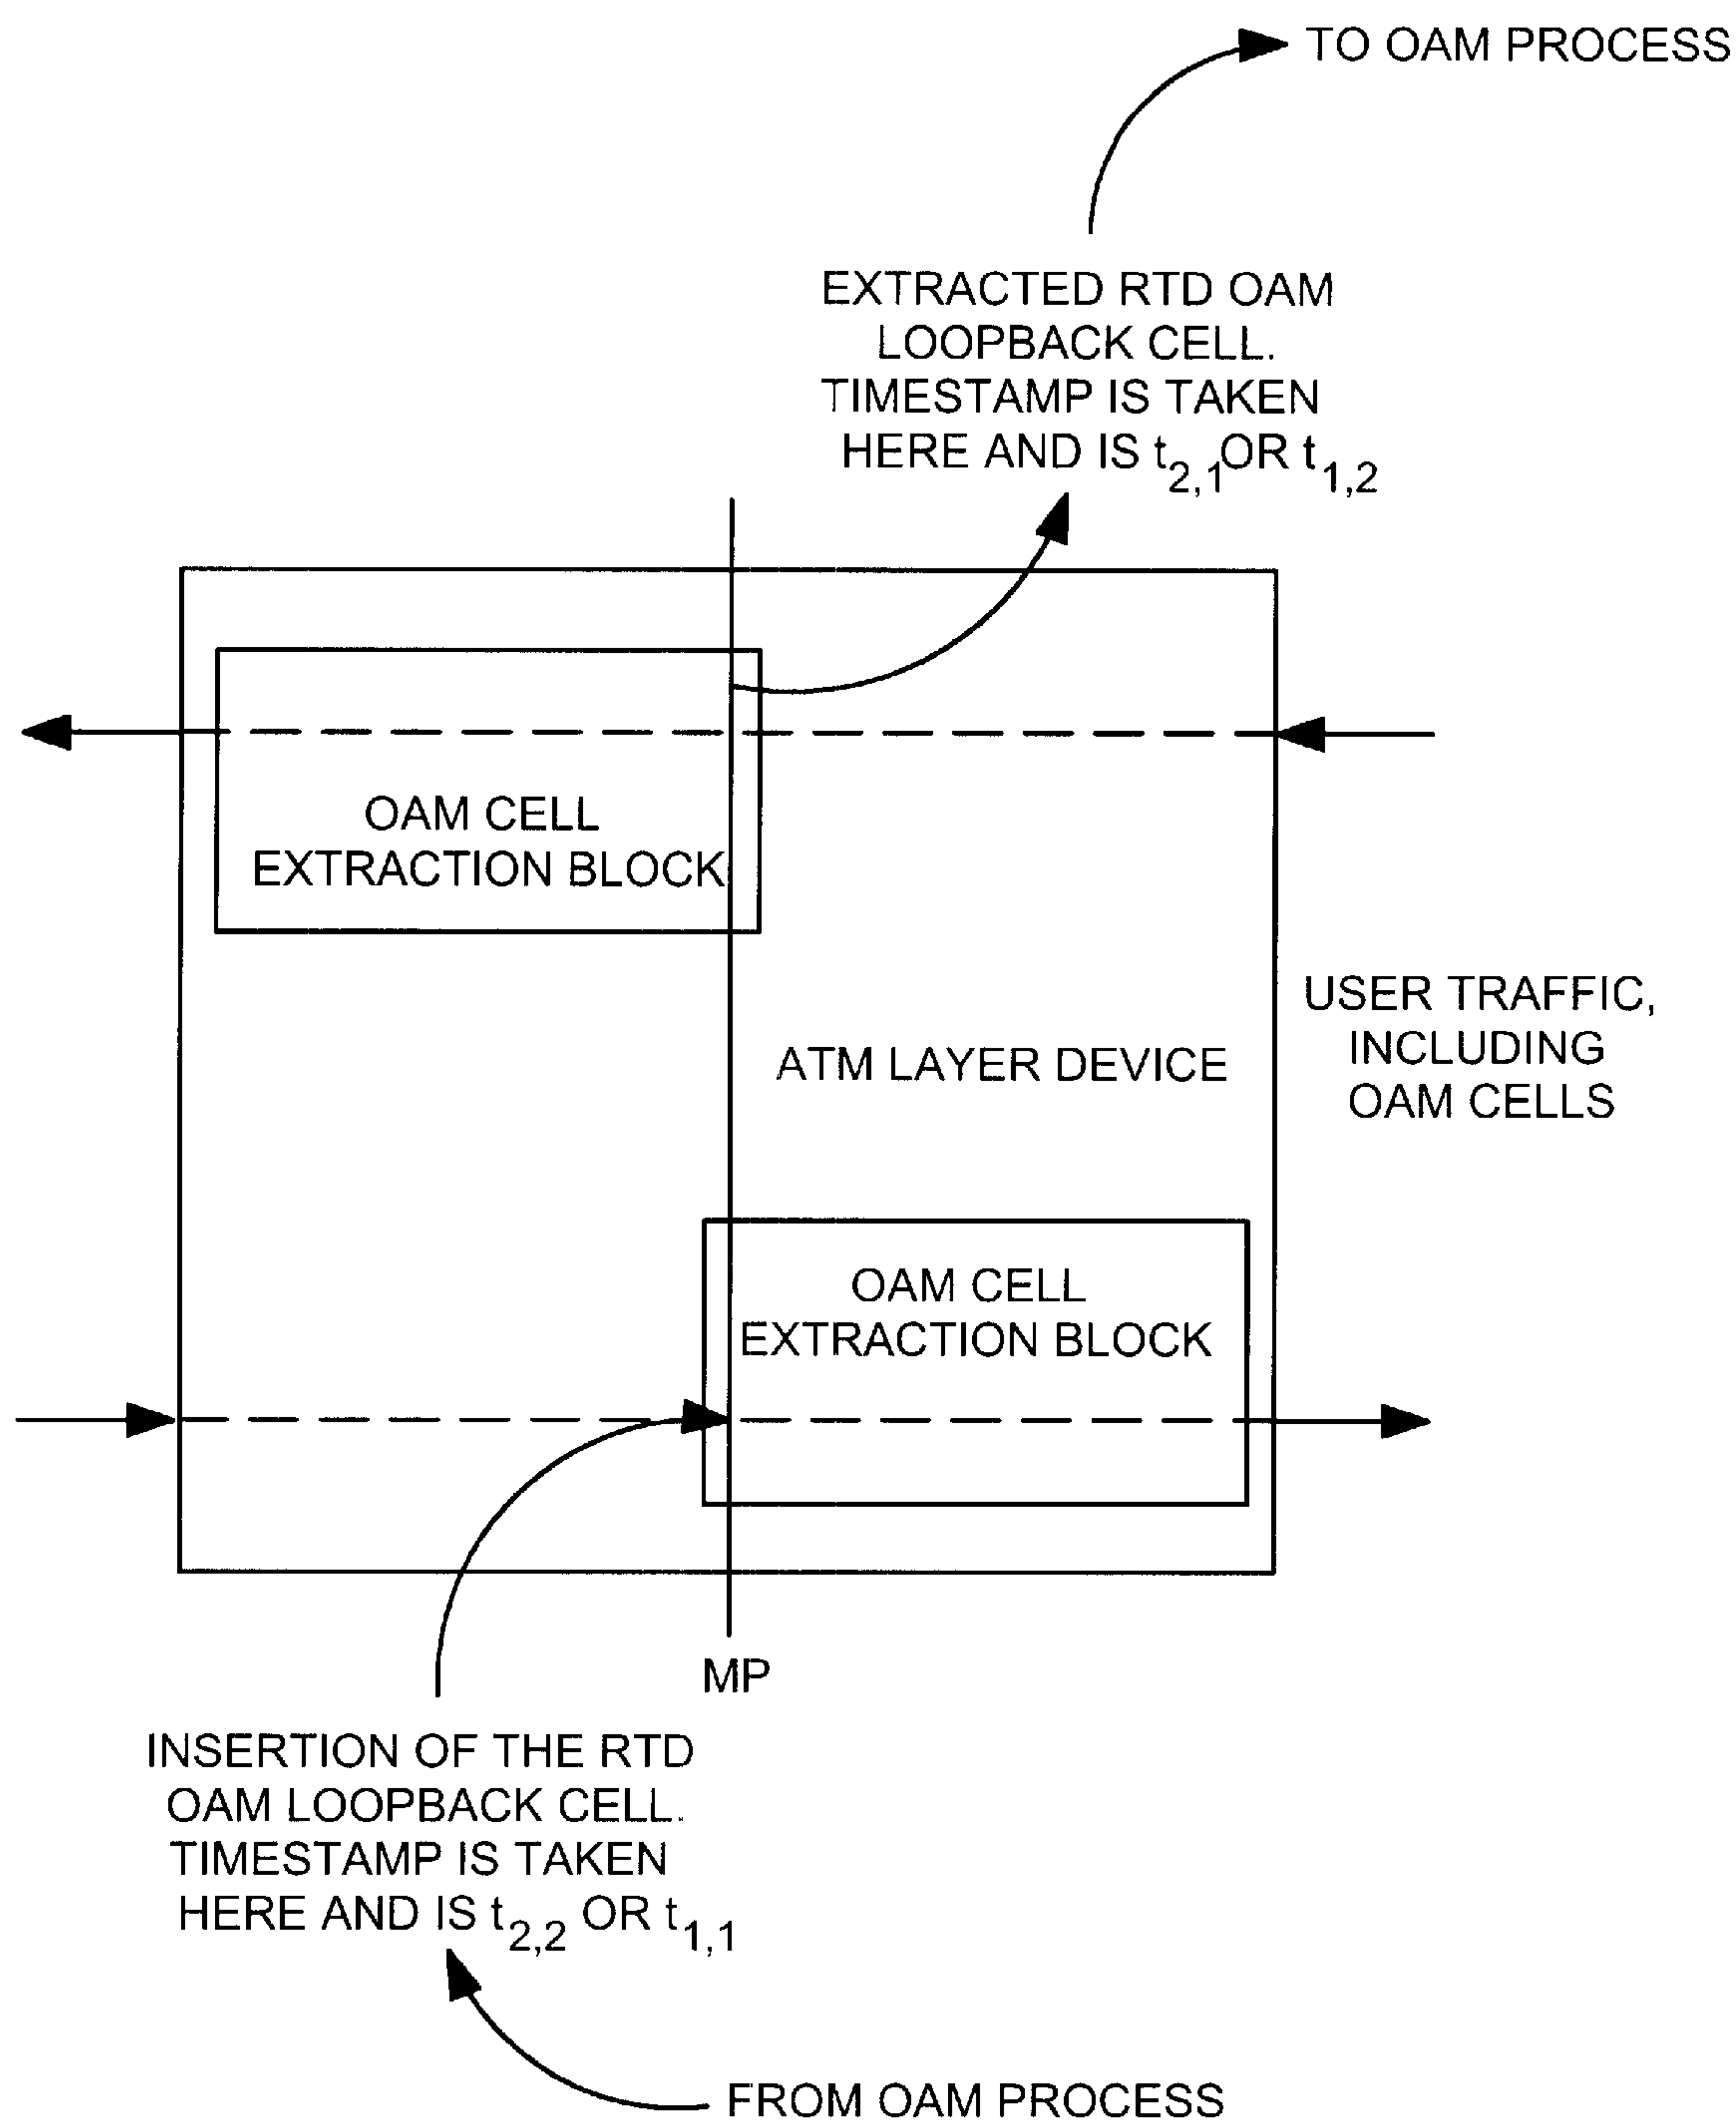 TO OAM PROCESS
EXTRACTED RTD OAM
LOOPBACK CELL.
TIMESTAMP IS TAKEN
HERE AND IS t2,1 OR t1,2
OAM CELL
EXTRACTION BLOCK
USER TRAFFIC,
INCLUDING
OAM CELLS
ATM LAYER DEVICE
OAM CELL
EXTRACTION BLOCK
MP
INSERTION OF THE RTD
OAM LOOPBACK CELL.
TIMESTAMP IS TAKEN
HERE AND IS t2,2 OR t1,1
FROM OAM PROCESS